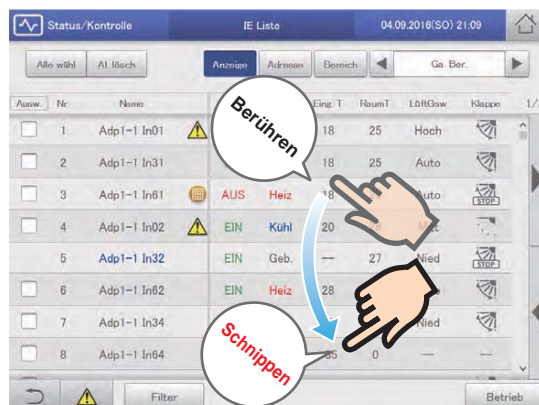 Status/Kontrolle IE Liste 04.09.2016(SO) 21:09
Alle wähl Al. lösch Anzeige Adresse Bereich Ga. Ber.
Ausw. Nr. Name Eing. T RaumT LüftGsw Klappe 1/
Berühren
1 Adp1-1 In01 18 25 Hoch
2 Adp1-1 In31 18 25 Auto
3 Adp1-1 In61 AUS Heiz 18 Auto STOP
4 Adp1-1 In02 EIN Kühl 20
5 Adp1-1 In32 EIN Geb. — 27 Nied STOP
6 Adp1-1 In62 EIN Heiz 28
7 Adp1-1 In34 Nied
8 Adp1-1 In64 0 — —
Schnippen
Filter Betrieb